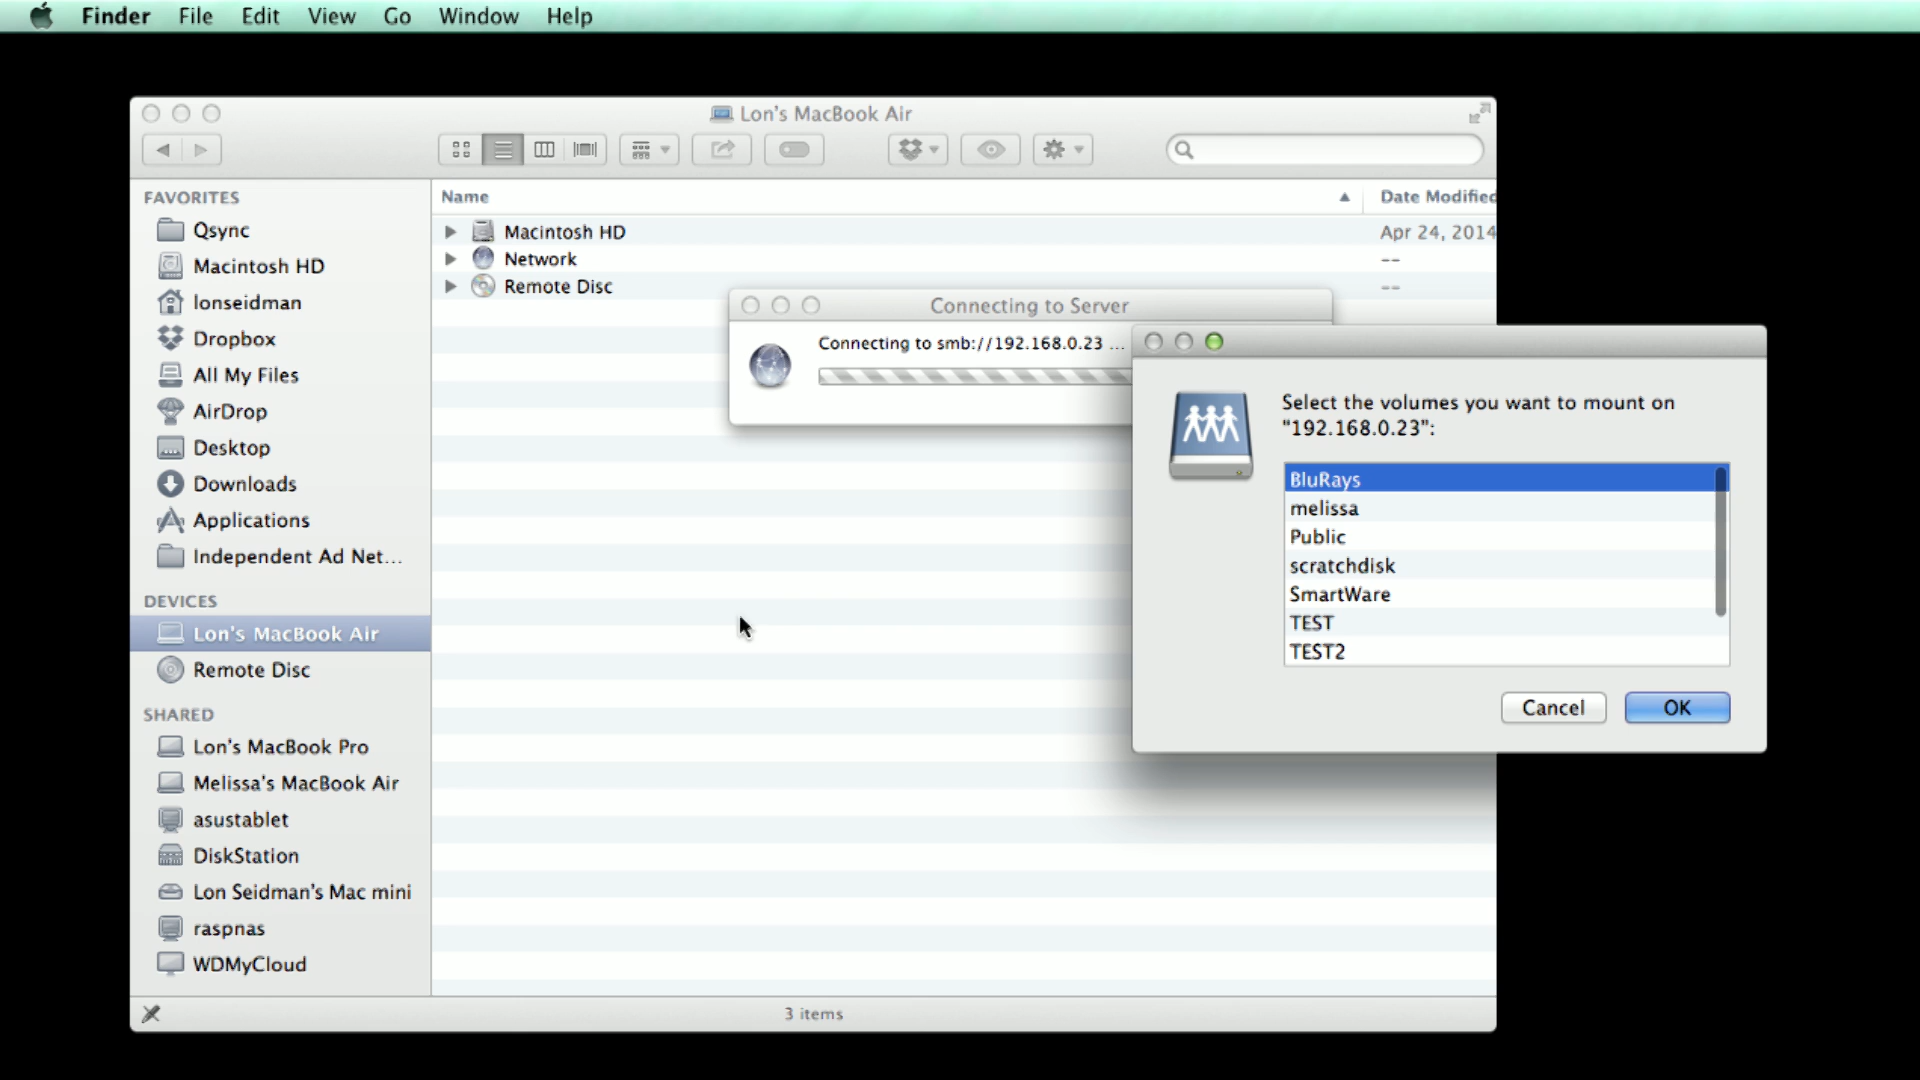 Finder File Edit View Go Window Help
Lon's MacBook Air
FAVORITES
Qsync
Macintosh HD
lonseidman
Dropbox
All My Files
AirDrop
Desktop
Downloads
Applications
Independent Ad Net...
DEVICES
Lon's MacBook Air
Remote Disc
SHARED
Lon's MacBook Pro
Melissa's MacBook Air
asustablet
DiskStation
Lon Seidman's Mac mini
raspnas
WDMyCloud
Name Date Modified
Macintosh HD Apr 24, 2014
Network --
Remote Disc --
3 items
Connecting to Server
Connecting to smb://192.168.0.23 ...
Select the volumes you want to mount on
"192.168.0.23":
BluRays
melissa
Public
scratchdisk
SmartWare
TEST
TEST2
Cancel OK